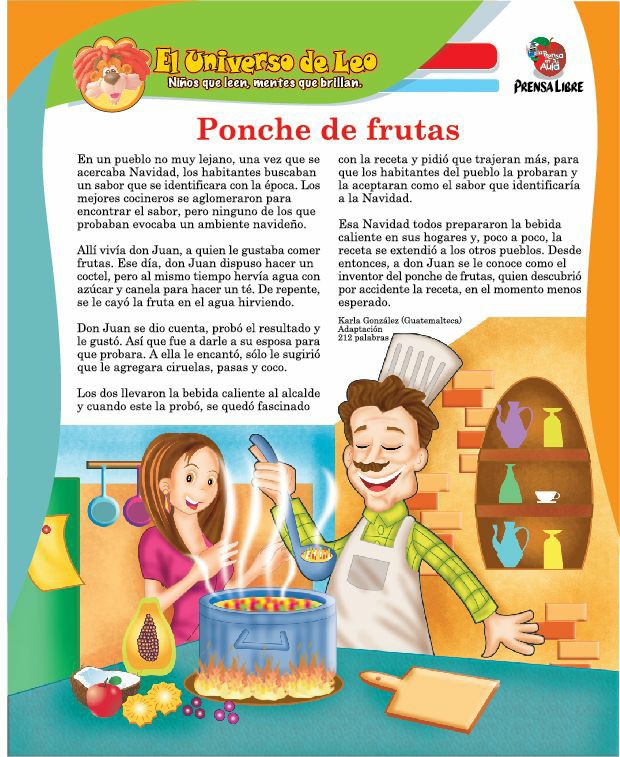 El Universo de Leo
Niños que leen, mentes que brillan.
la Prensa
en tu
Aula
PRENSA LIBRE
Ponche de frutas
En un pueblo no muy lejano, una vez que se
acercaba Navidad, los habitantes buscaban
un sabor que se identificara con la época. Los
mejores cocineros se aglomeraron para
encontrar el sabor, pero ninguno de los que
probaban evocaba un ambiente navideño.
Allí vivía don Juan, a quien le gustaba comer
frutas. Ese día, don Juan dispuso hacer un
coctel, pero al mismo tiempo hervía agua con
azúcar y canela para hacer un té. De repente,
se le cayó la fruta en el agua hirviendo.
Don Juan se dio cuenta, probó el resultado y
le gustó. Así que fue a darle a su esposa para
que probara. A ella le encantó, sólo le sugirió
que le agregara ciruelas, pasas y coco.
Los dos llevaron la bebida caliente al alcalde
y cuando este la probó, se quedó fascinado
con la receta y pidió que trajeran más, para
que los habitantes del pueblo la probaran y
la aceptaran como el sabor que identificaría
a la Navidad.
Esa Navidad todos prepararon la bebida
caliente en sus hogares y, poco a poco, la
receta se extendió a los otros pueblos. Desde
entonces, a don Juan se le conoce como el
inventor del ponche de frutas, quien descubrió
por accidente la receta, en el momento menos
esperado.
Karla González (Guatemalteca)
Adaptación
212 palabras